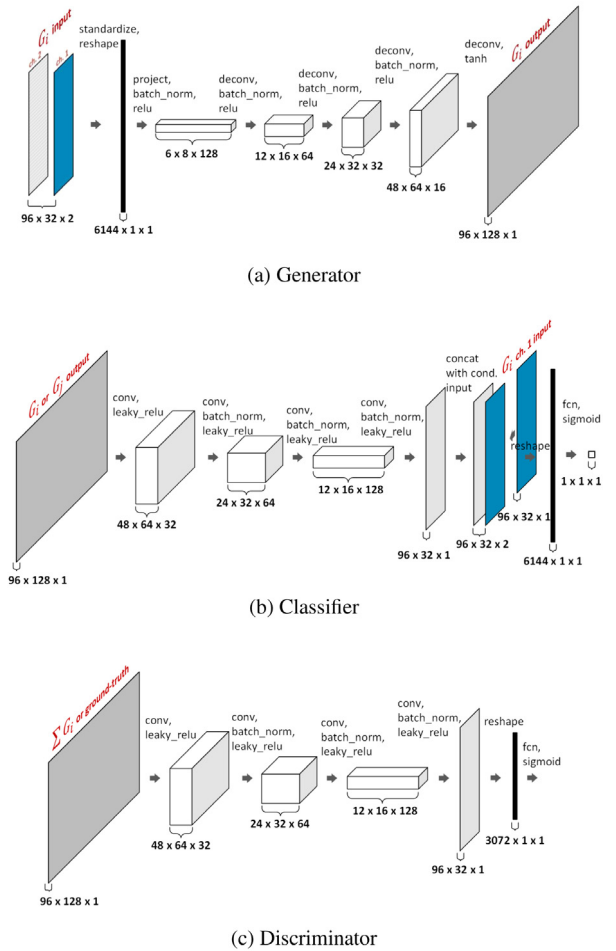 G_i input
ch. 2
ch. 1
96 x 32 x 2
standardize,
reshape
6144 x 1 x 1
project,
batch_norm,
relu
6 x 8 x 128
deconv,
batch_norm,
relu
12 x 16 x 64
deconv,
batch_norm,
relu
24 x 32 x 32
deconv,
batch_norm,
relu
48 x 64 x 16
deconv,
tanh
G_i output
96 x 128 x 1
(a) Generator
G_i or G_j output
96 x 128 x 1
conv,
leaky_relu
48 x 64 x 32
conv,
batch_norm,
leaky_relu
24 x 32 x 64
conv,
batch_norm,
leaky_relu
12 x 16 x 128
conv,
batch_norm,
leaky_relu
96 x 32 x 1
concat
with cond.
input
96 x 32 x 2
G_i ch. 1 input
96 x 32 x 1
reshape
6144 x 1 x 1
fcn,
sigmoid
1 x 1 x 1
(b) Classifier
∑ G_i or ground-truth
96 x 128 x 1
conv,
leaky_relu
48 x 64 x 32
conv,
batch_norm,
leaky_relu
24 x 32 x 64
conv,
batch_norm,
leaky_relu
12 x 16 x 128
conv,
batch_norm,
leaky_relu
96 x 32 x 1
reshape
3072 x 1 x 1
fcn,
sigmoid
(c) Discriminator